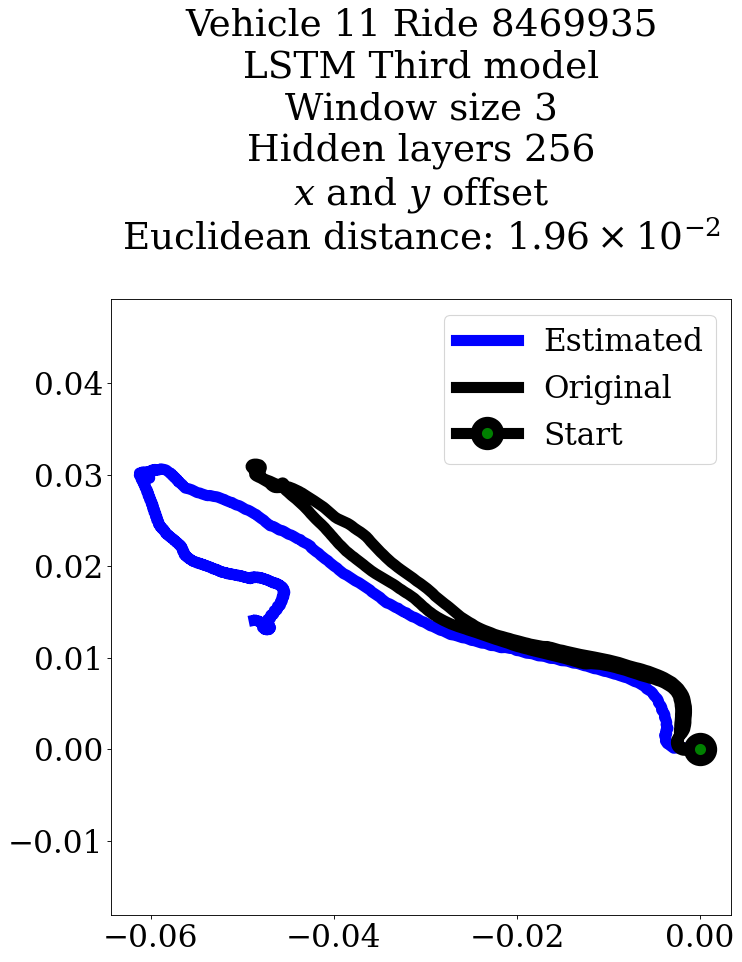 Vehicle 11 Ride 8469935
LSTM Third model
Window size 3
Hidden layers 256
x and y offset
Euclidean distance: 1.96 × 10⁻²
Estimated
Original
Start
0.04
0.03
0.02
0.01
0.00
−0.01
−0.06
−0.04
−0.02
0.00